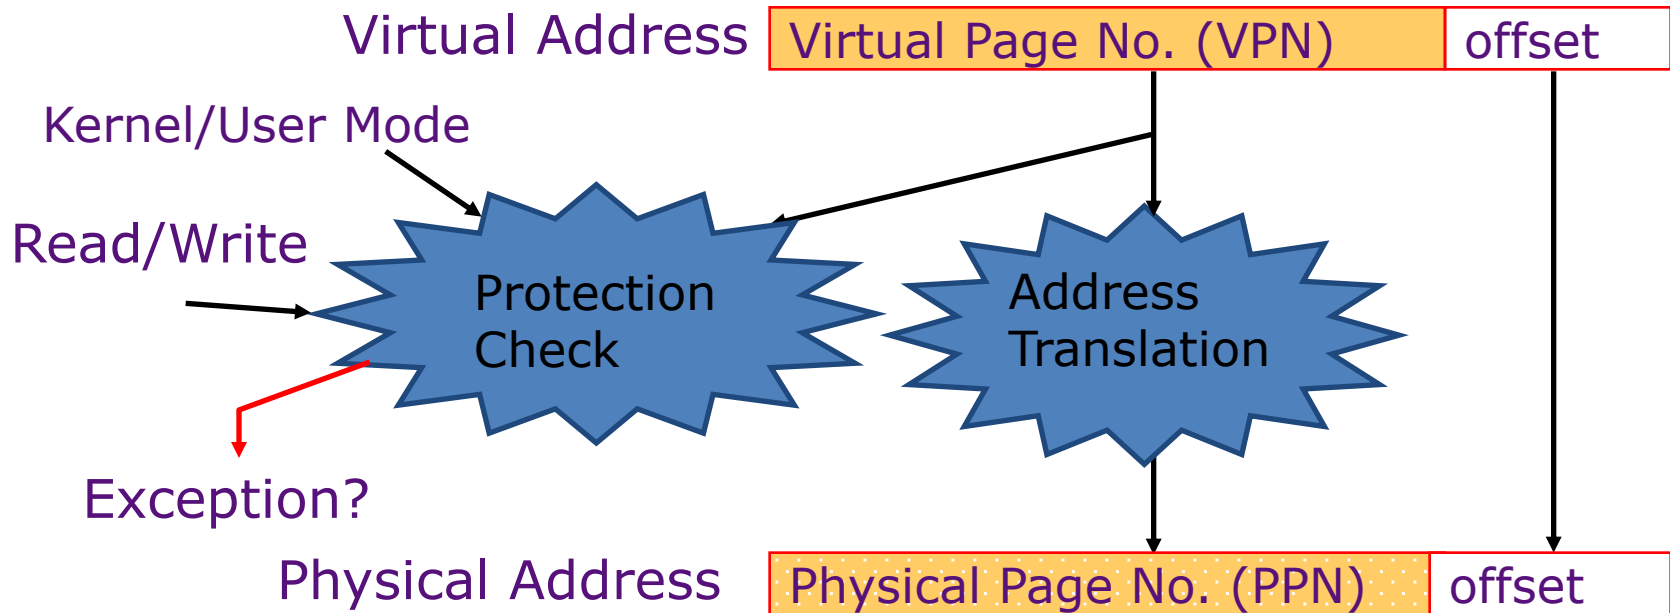 Virtual Address
Virtual Page No. (VPN)
offset
Kernel/User Mode
Read/Write
Protection
Check
Address
Translation
Exception?
Physical Address
Physical Page No. (PPN)
offset